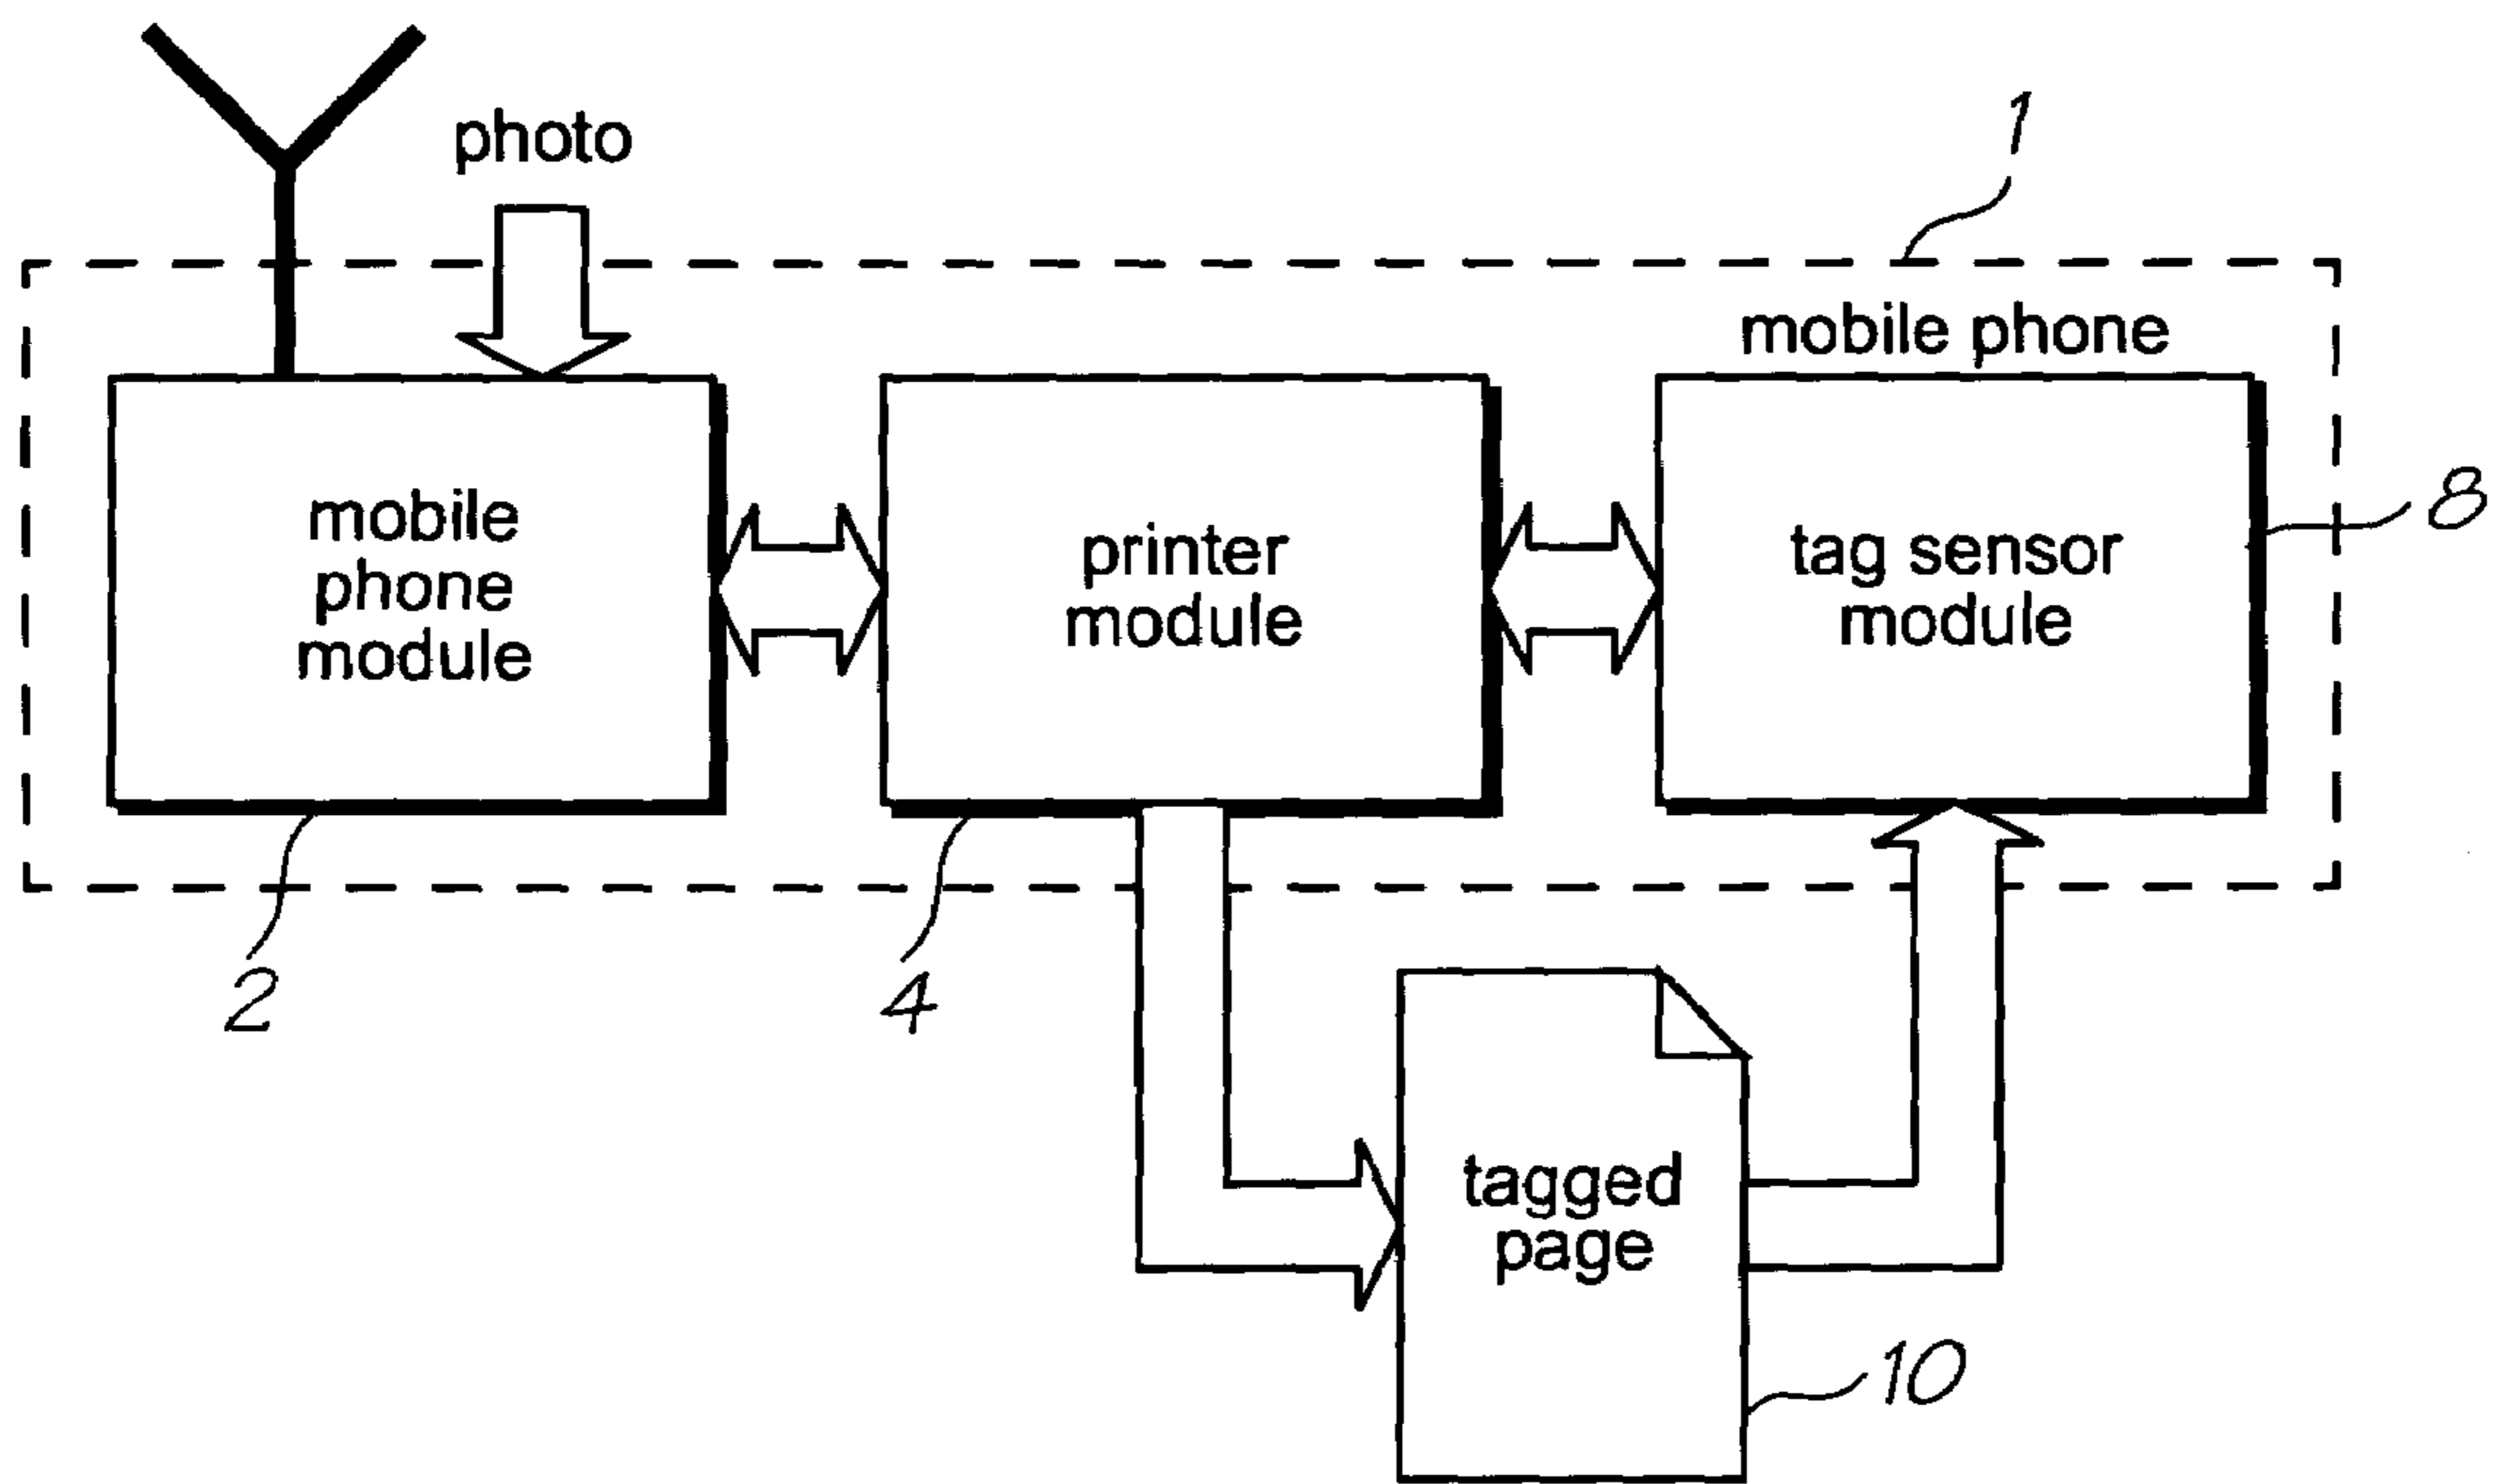 photo
1
mobile phone
mobile
phone
module
printer
module
tag sensor
module
8
2
4
tagged
page
10